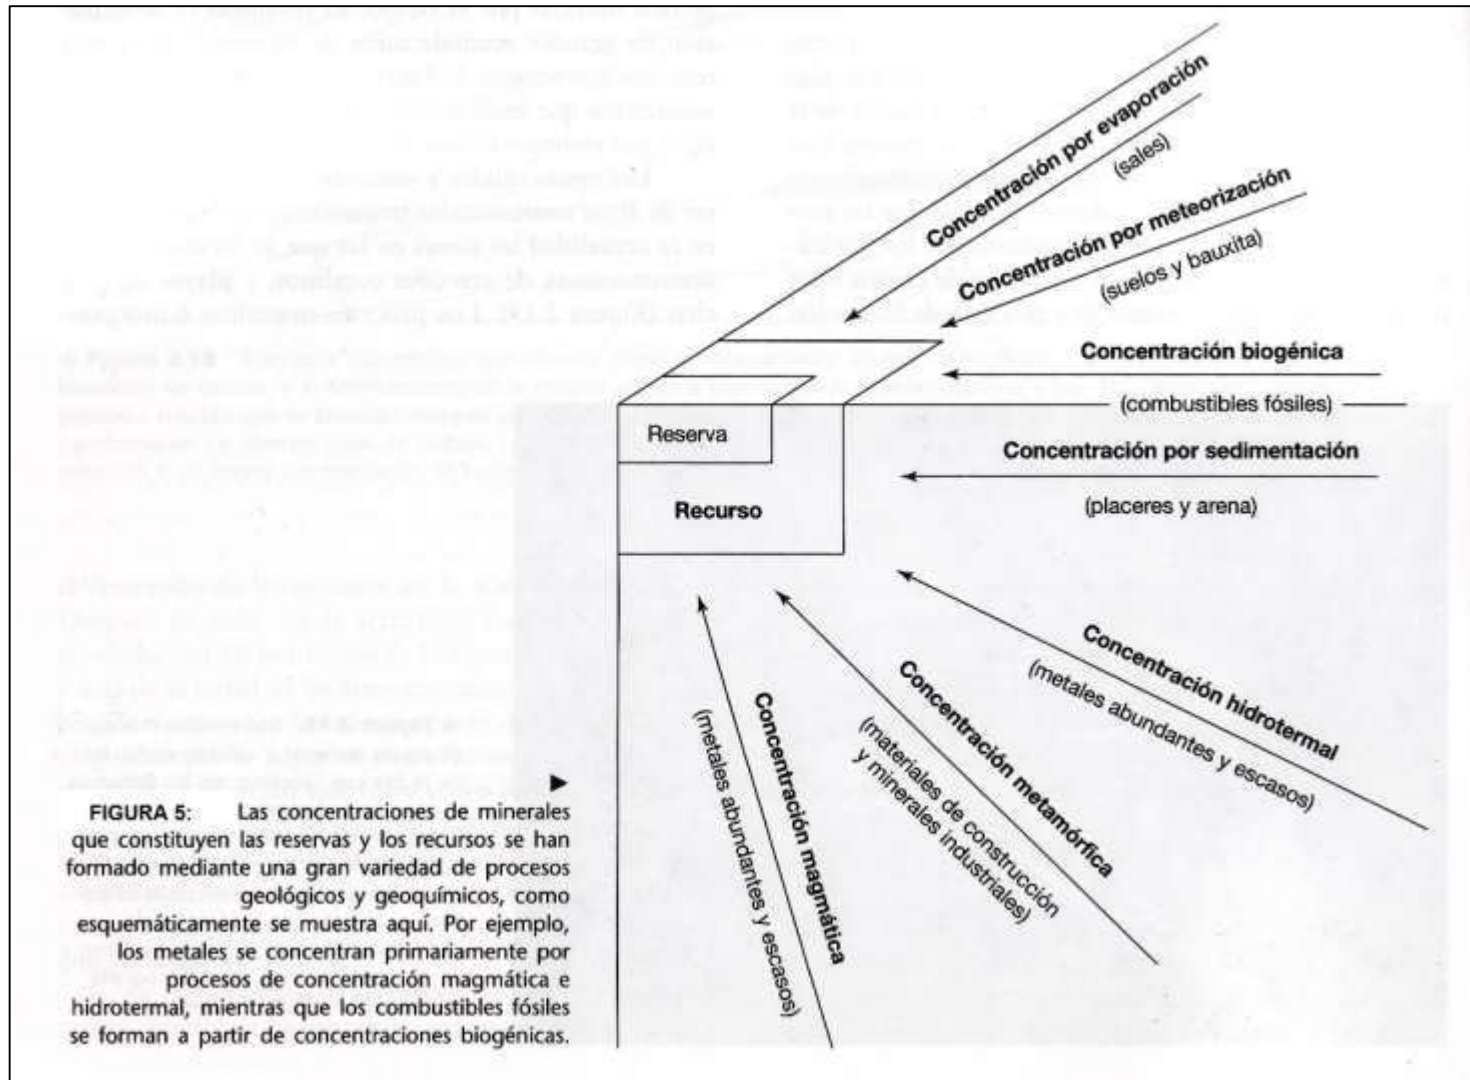 Concentración por evaporación
(sales)
Concentración por meteorización
(suelos y bauxita)
Concentración biogénica
(combustibles fósiles)
Concentración por sedimentación
(placeres y arena)
Reserva
Recurso
Concentración hidrotermal
(metales abundantes y escasos)
Concentración metamórfica
(materiales de construcción
y minerales industriales)
Concentración magmática
(metales abundantes y escasos)
FIGURA 5: Las concentraciones de minerales
que constituyen las reservas y los recursos se han
formado mediante una gran variedad de procesos
geológicos y geoquímicos, como
esquemáticamente se muestra aquí. Por ejemplo,
los metales se concentran primariamente por
procesos de concentración magmática e
hidrotermal, mientras que los combustibles fósiles
se forman a partir de concentraciones biogénicas.